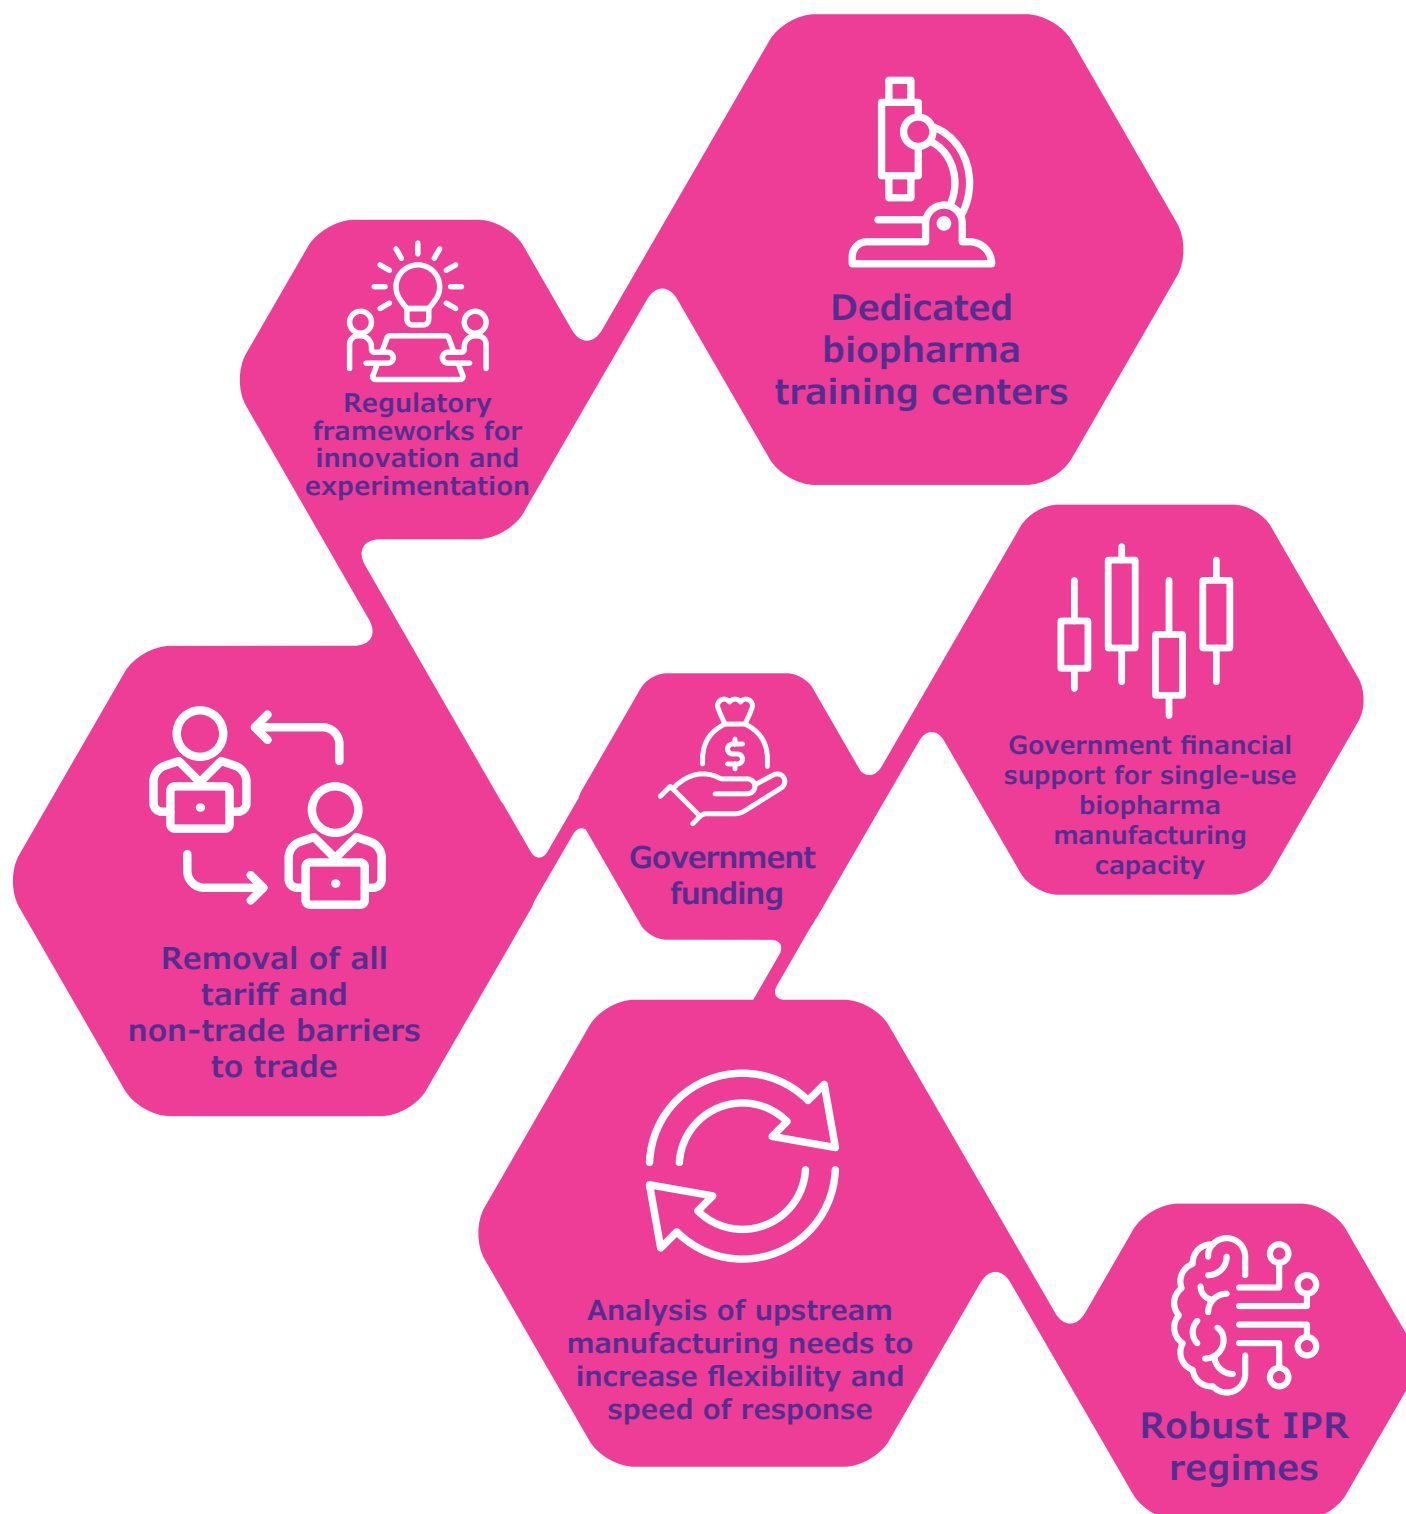 Dedicated
biopharma
training centers
Regulatory
frameworks for
innovation and
experimentation
Government financial
support for single-use
biopharma
manufacturing
capacity
$
Government
funding
Removal of all
tariff and
non-trade barriers
to trade
Analysis of upstream
manufacturing needs to
increase flexibility and
speed of response
Robust IPR
regimes